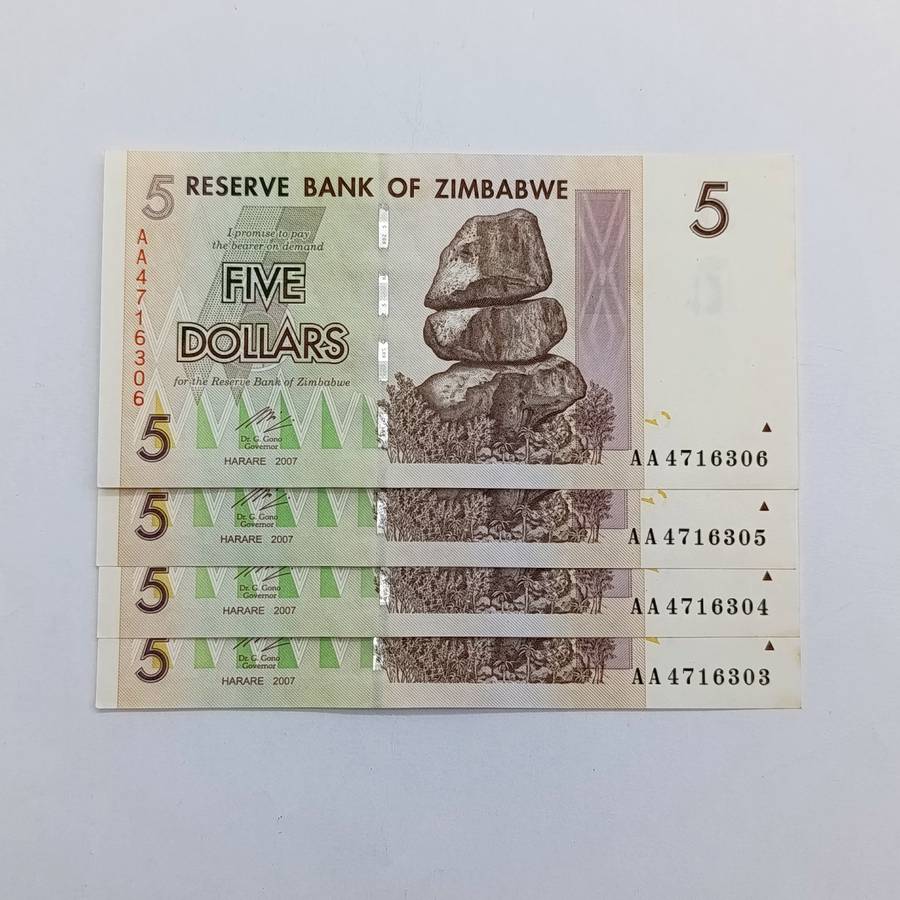 5 RESERVE BANK OF ZIMBABWE 5
I promise to pay
the bearer on demand
FIVE
DOLLARS
for the Reserve Bank of Zimbabwe
AA4716306
5
Dr. G. Gono
Governor
HARARE 2007
AA4716306
5
Dr. G. Gono
Governor
HARARE 2007
AA4716305
5
Dr. G. Gono
Governor
HARARE 2007
AA4716304
5
Dr. G. Gono
Governor
HARARE 2007
AA4716303